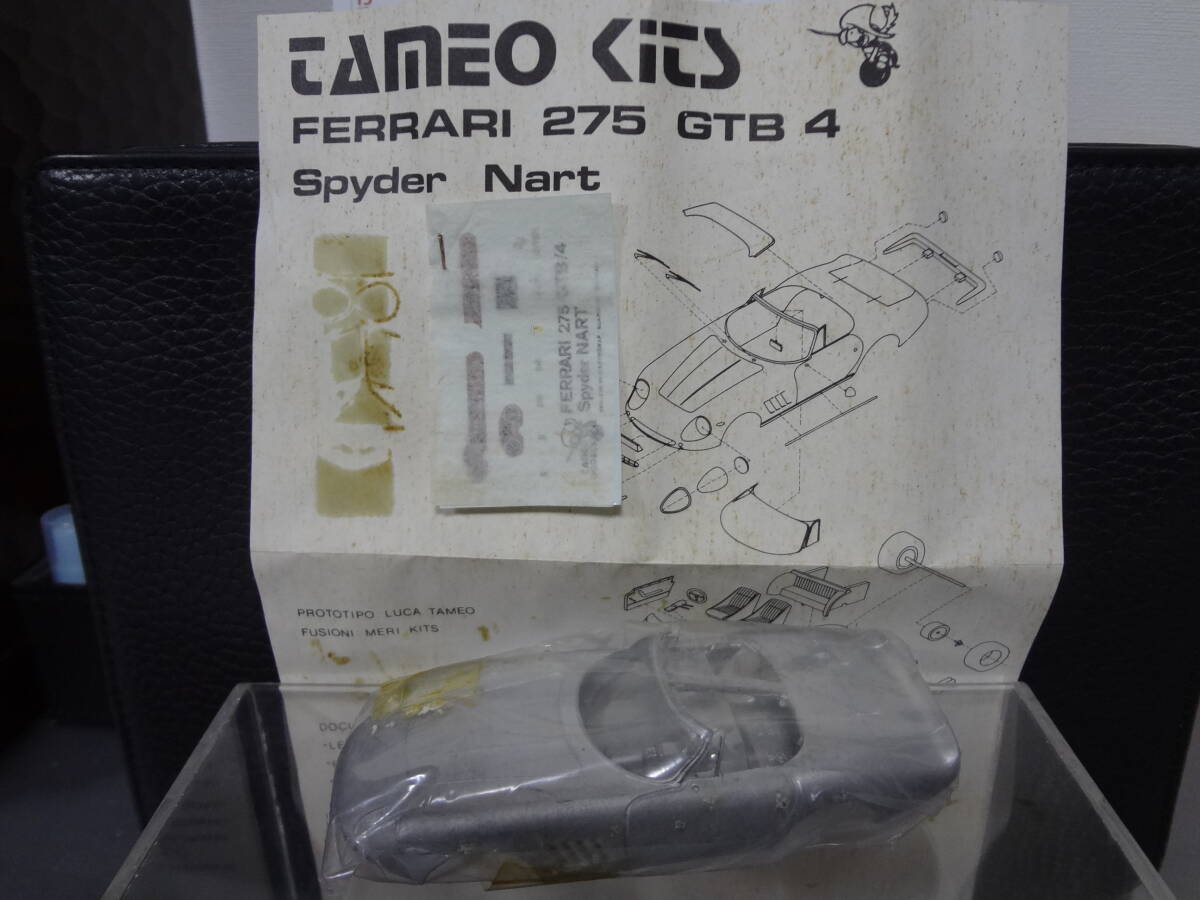 TAMEO KITS
FERRARI 275 GTB 4
Spyder Nart
FERRARI 275 GTB/4
Spyder NART
PROTOTIPO LUCA TAMEO
FUSIONI MERI KITS